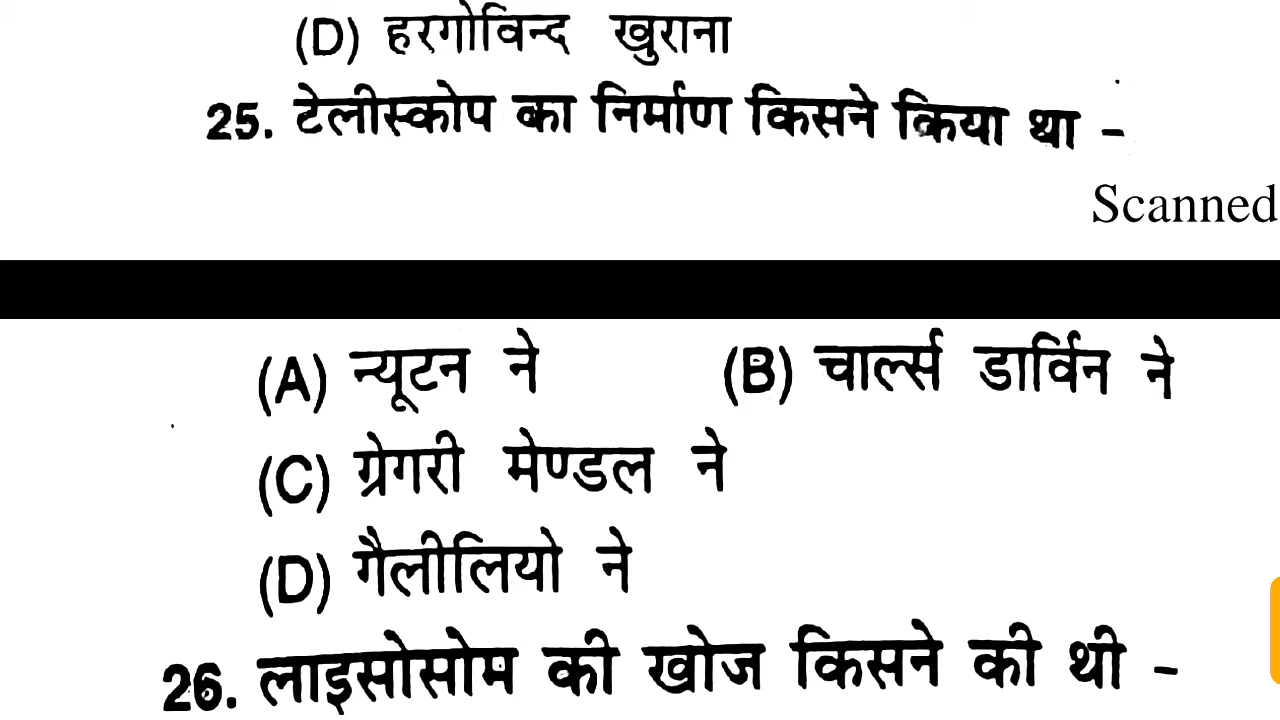 (D) हरगोविन्द खुराना
25. टेलीस्कोप का निर्माण किसने किया था -
Scanned
(A) न्यूटन ने (B) चार्ल्स डार्विन ने
(C) ग्रेगरी मेण्डल ने
(D) गैलीलियो ने
26. लाइसोसोम की खोज किसने की थी -